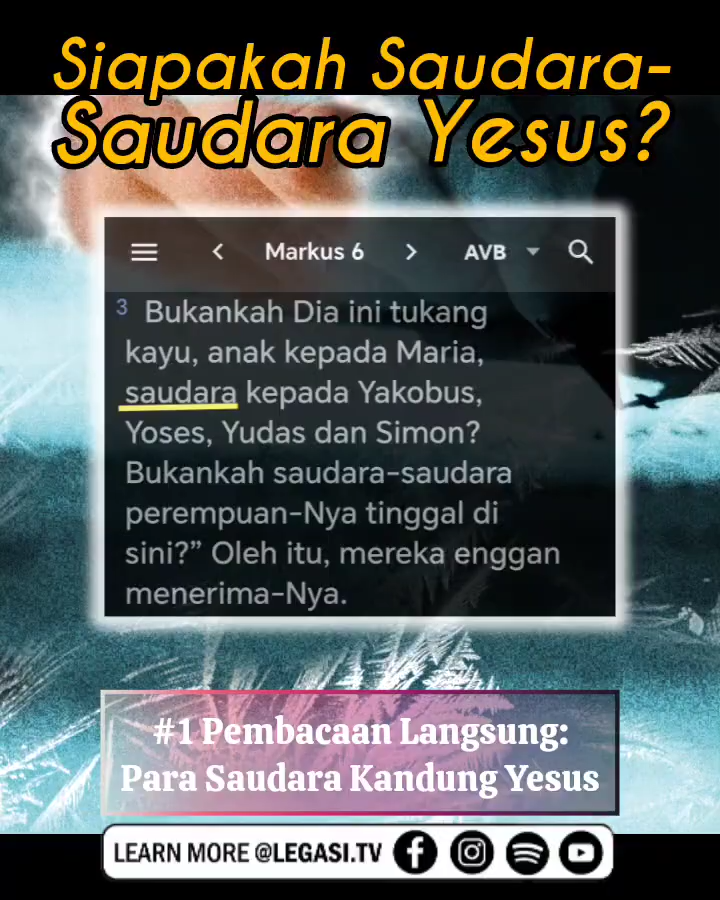 Siapakah Saudara-
Saudara Yesus?
Markus 6 AVB
3 Bukankah Dia ini tukang
kayu, anak kepada Maria,
saudara kepada Yakobus,
Yoses, Yudas dan Simon?
Bukankah saudara-saudara
perempuan-Nya tinggal di
sini?” Oleh itu, mereka enggan
menerima-Nya.
#1 Pembacaan Langsung:
Para Saudara Kandung Yesus
LEARN MORE @LEGASI.TV